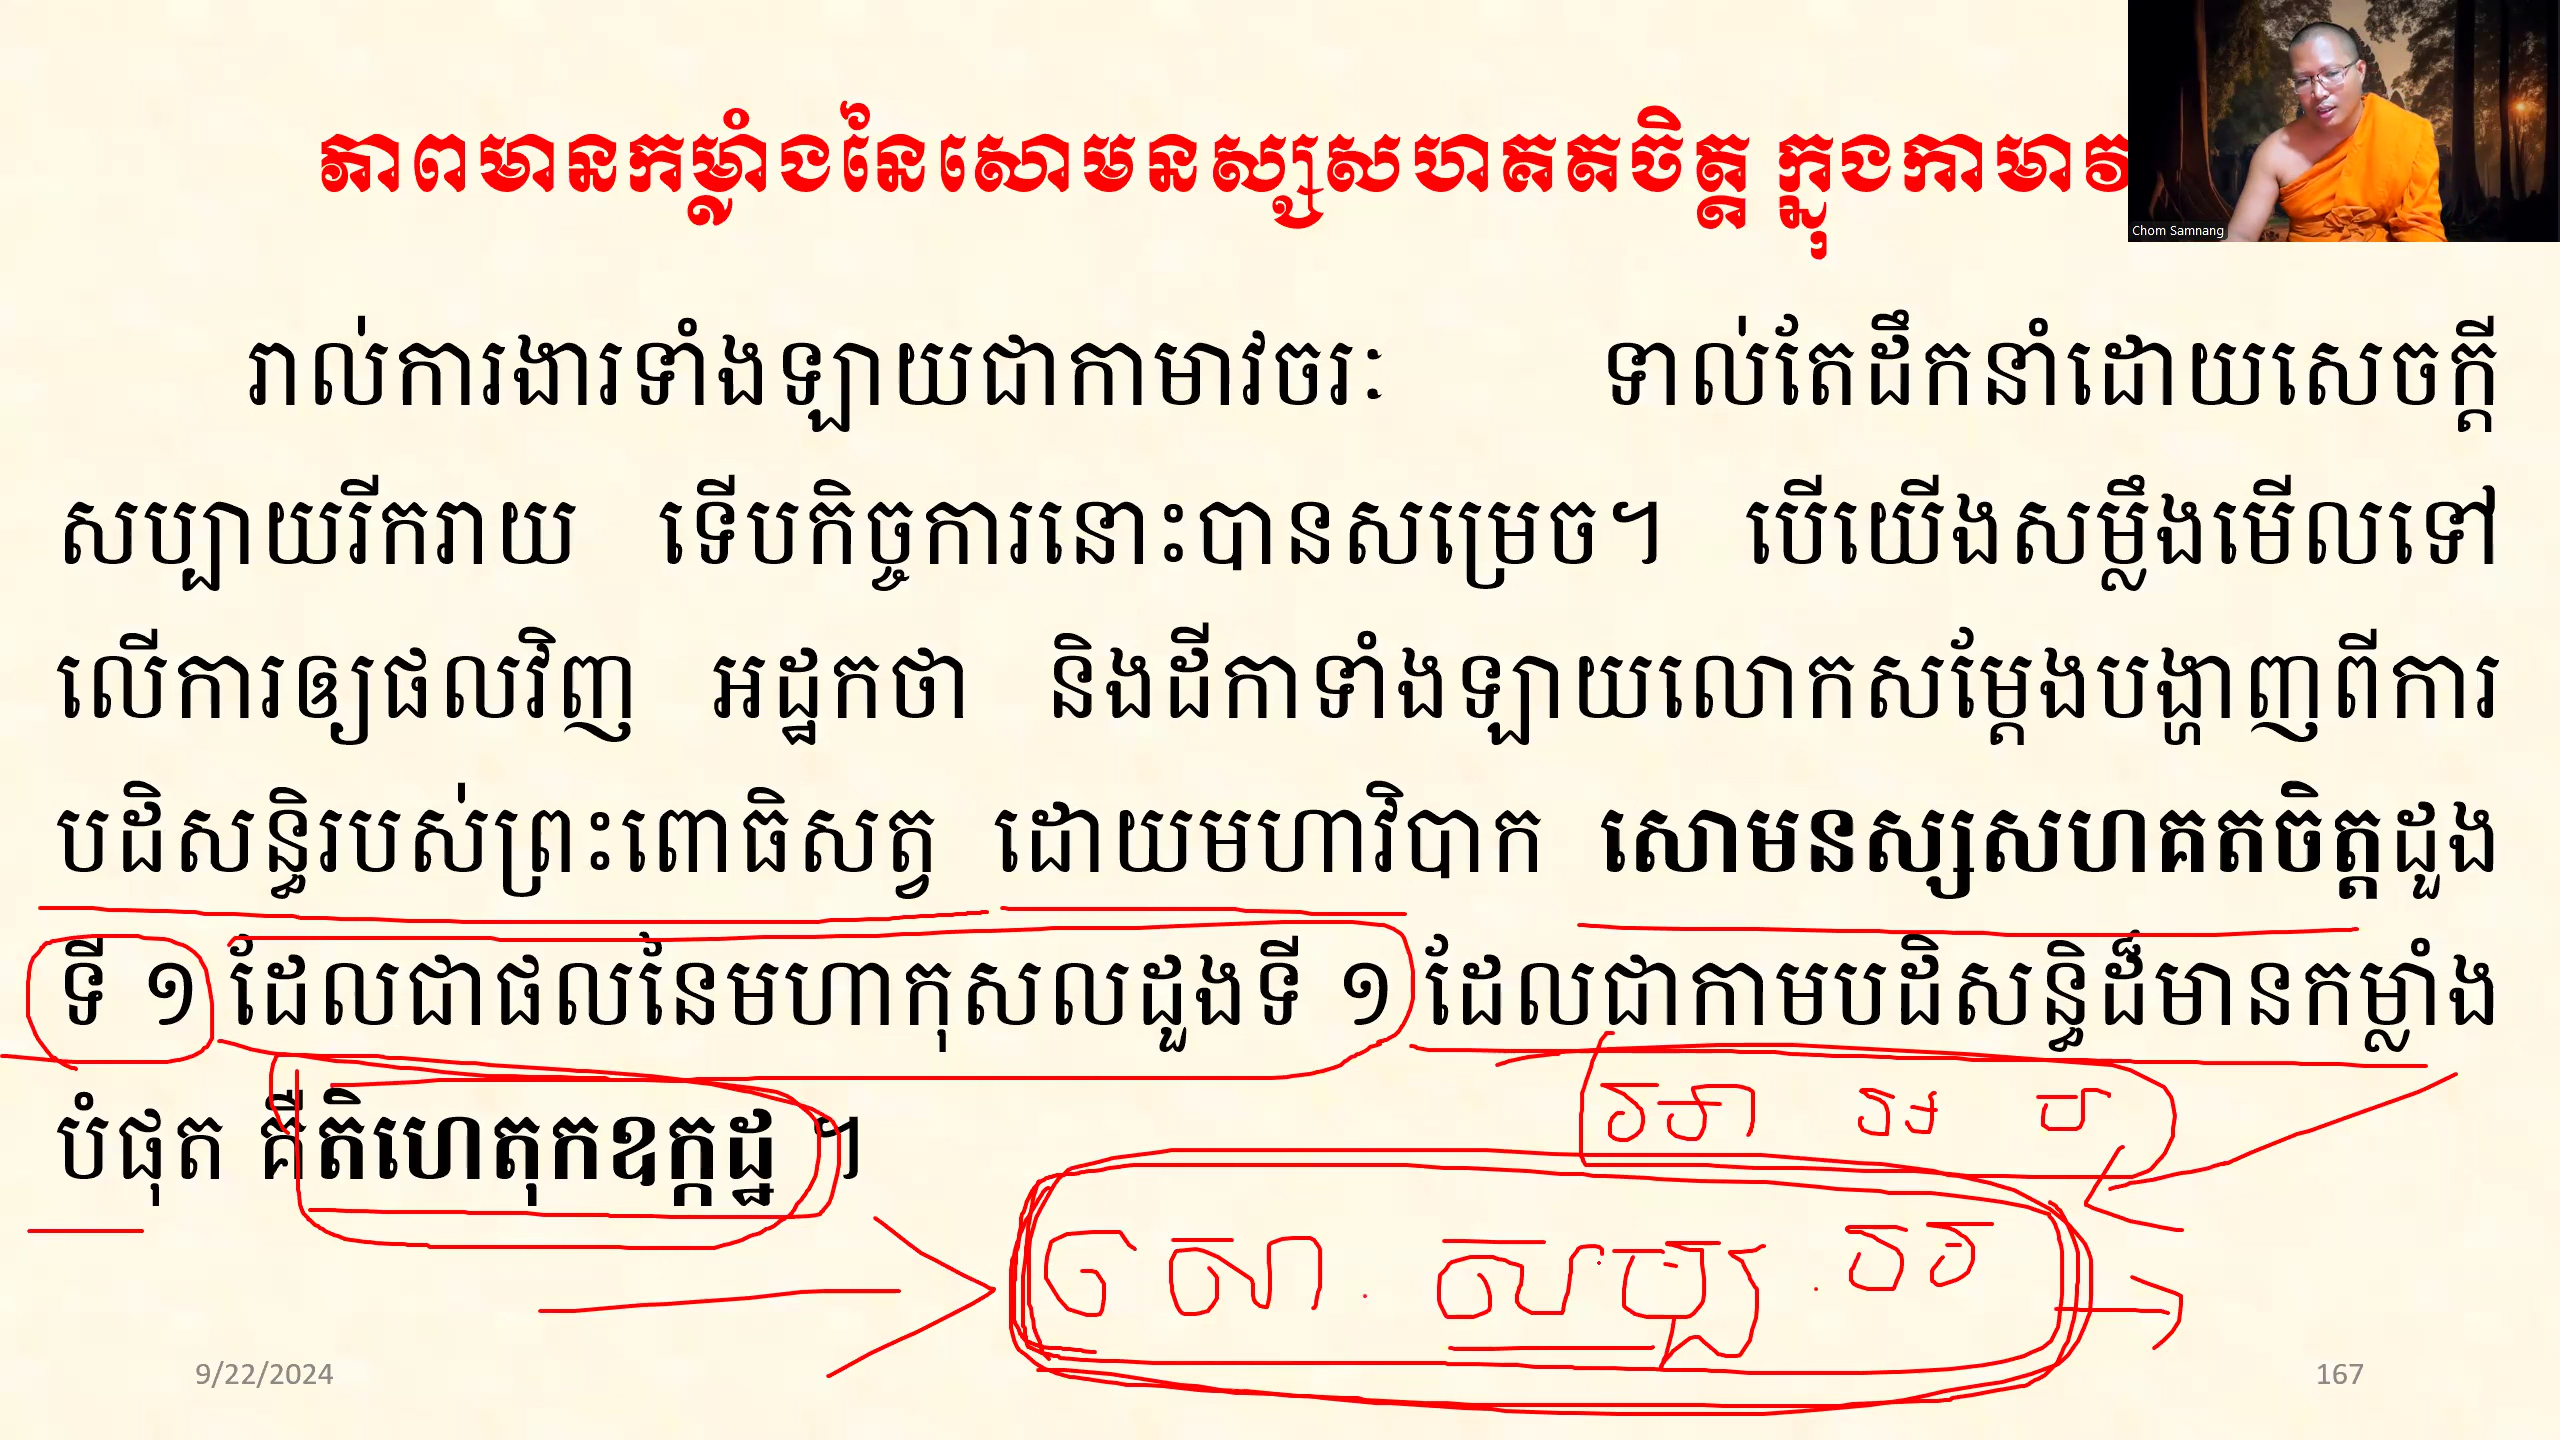 ភាពមានកម្លាំងនៃសោមនស្សសហគតចិត្ត ក្នុងកាមាវ
Chom Samnang
រាល់ការងារទាំងឡាយជាកាមាវចរៈ ទាល់តែដឹកនាំដោយសេចក្តី
សប្បាយរីករាយ ទើបកិច្ចការនោះបានសម្រេច។ បើយើងសម្លឹងមើលទៅ
លើការឲ្យផលវិញ អដ្ឋកថា និងដីកាទាំងឡាយលោកសម្តែងបង្ហាញពីការ
បដិសន្ធិរបស់ព្រះពោធិសត្វ ដោយមហាវិបាក សោមនស្សសហគតចិត្តដួង
ទី ១ ដែលជាផលនៃមហាកុសលដួងទី ១ ដែលជាកាមបដិសន្ធិដ៏មានកម្លាំង
បំផុត គឺតិហេតុកឧក្កដ្ឋ ។
9/22/2024
167